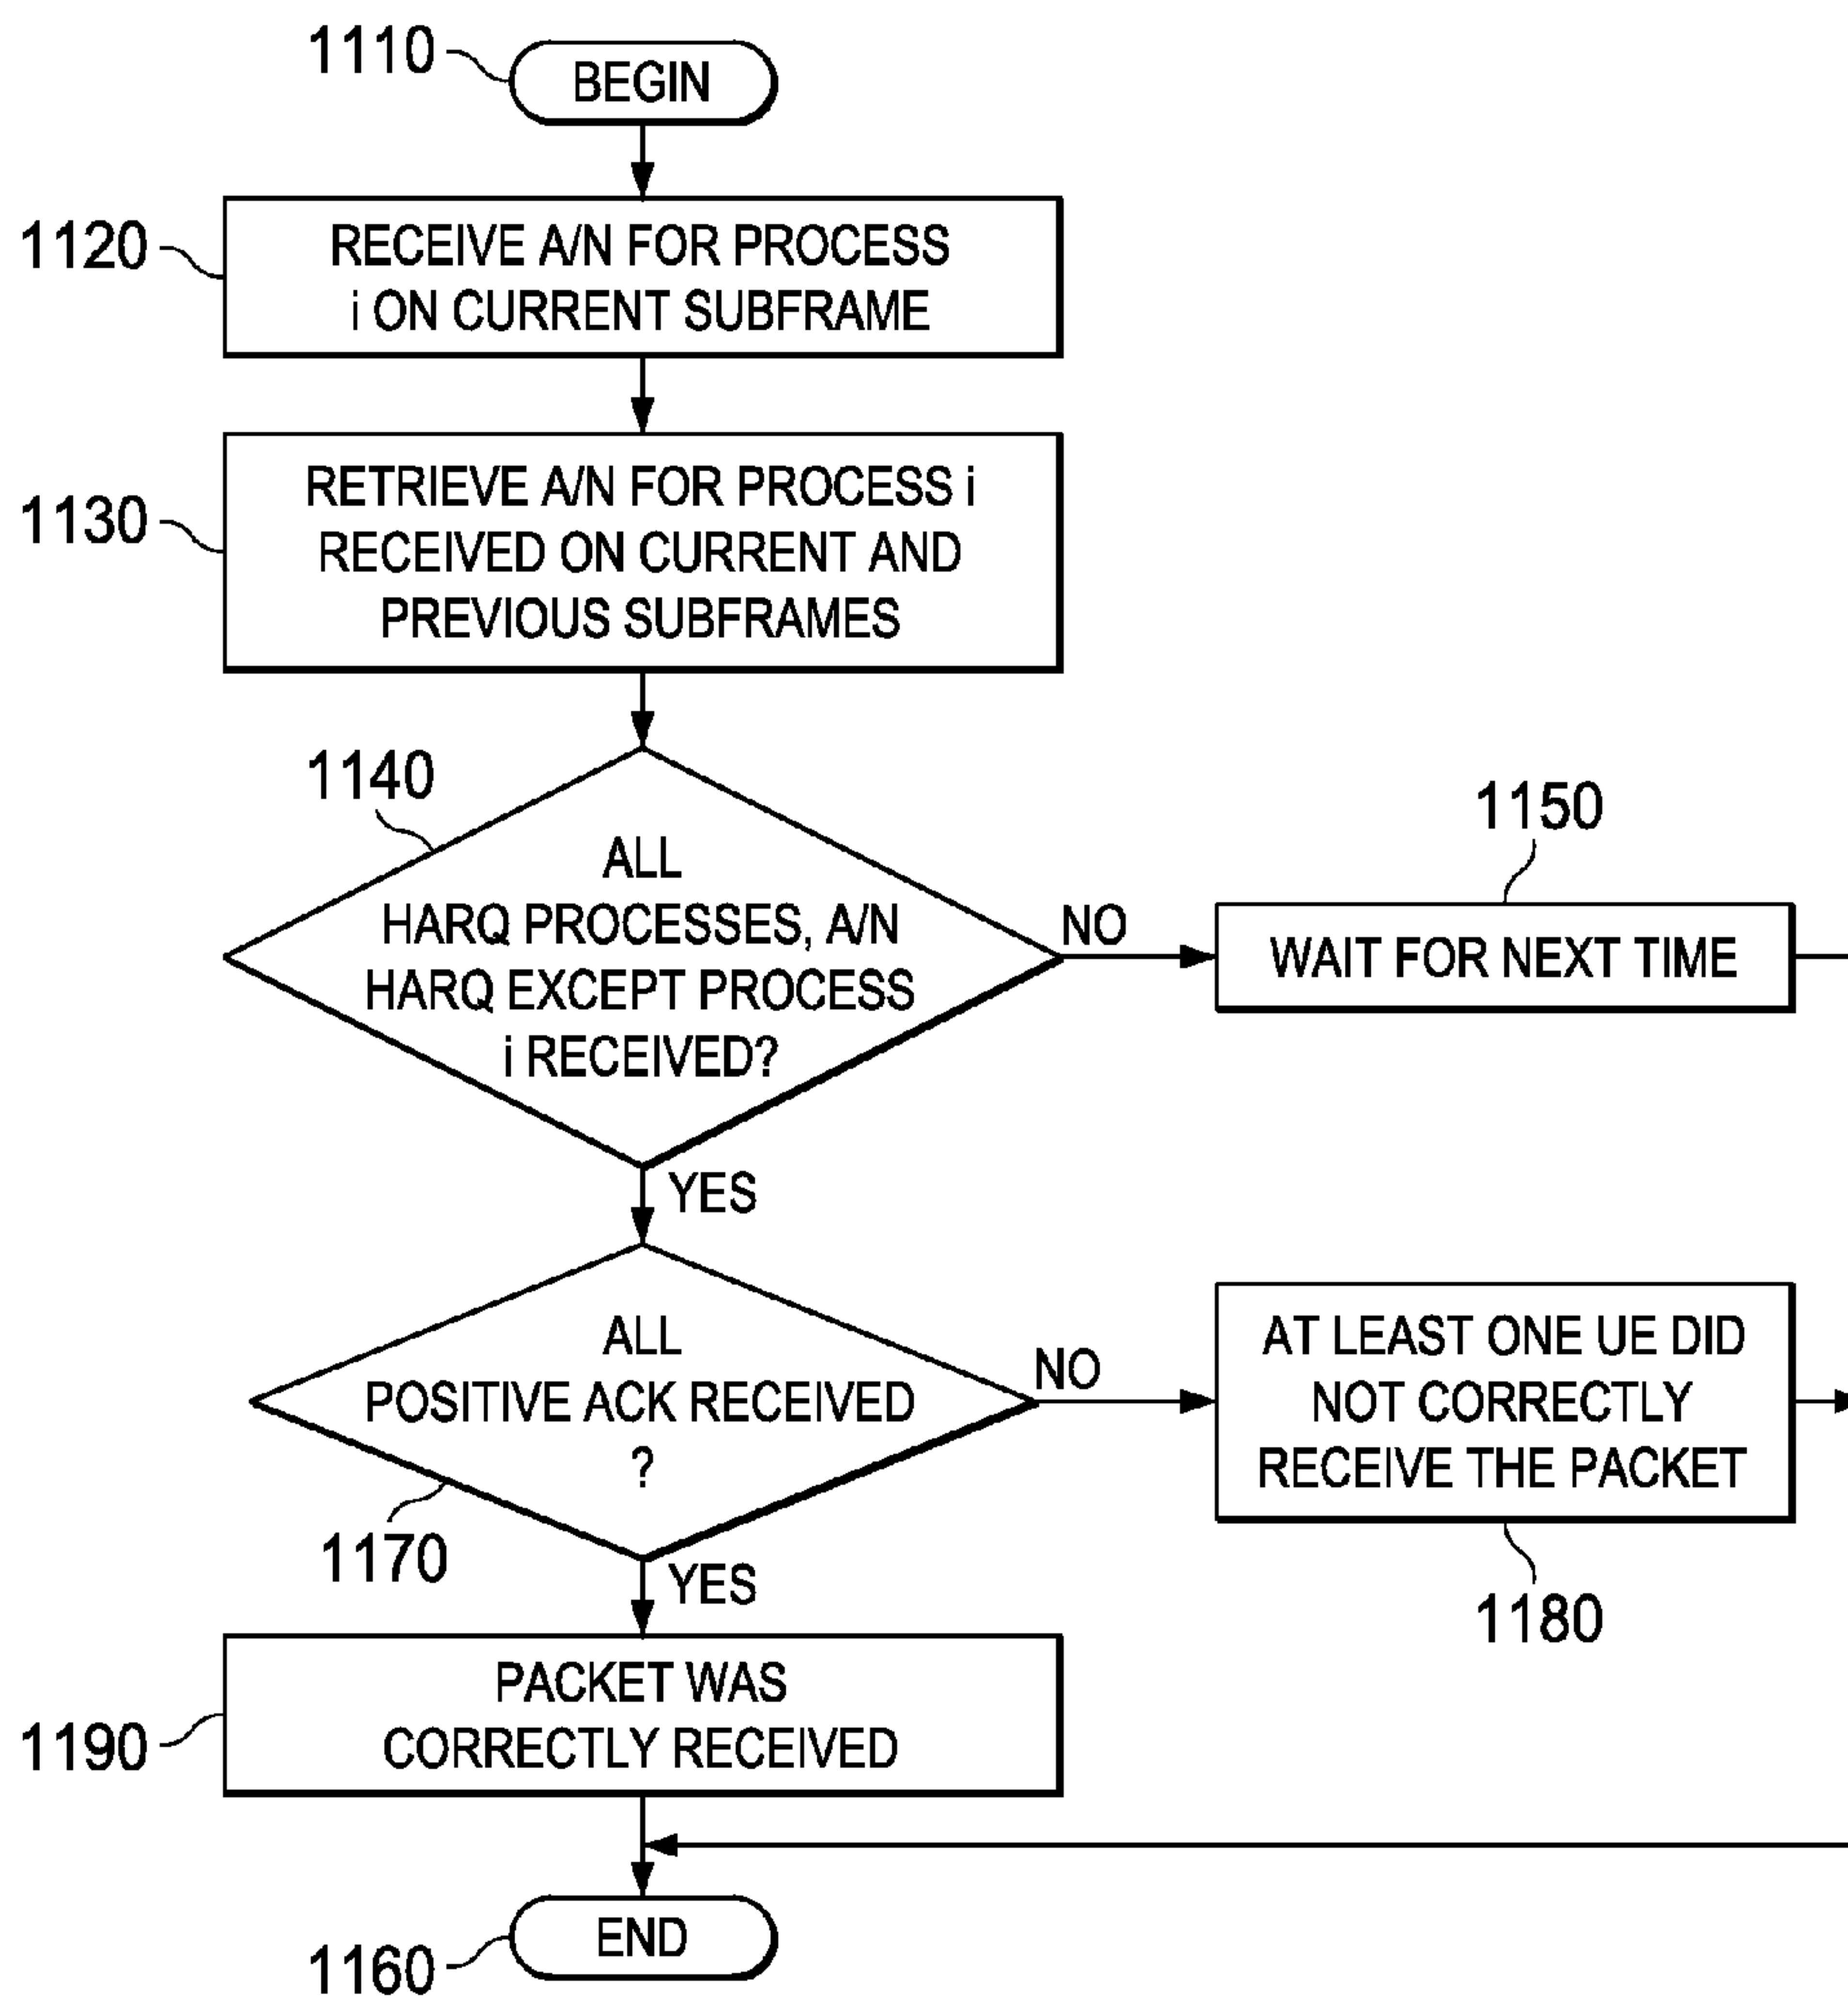 1110
BEGIN
1120
RECEIVE A/N FOR PROCESS
i ON CURRENT SUBFRAME
1130
RETRIEVE A/N FOR PROCESS i
RECEIVED ON CURRENT AND
PREVIOUS SUBFRAMES
1140
ALL
HARQ PROCESSES, A/N
HARQ EXCEPT PROCESS
i RECEIVED?
NO
1150
WAIT FOR NEXT TIME
YES
ALL
POSITIVE ACK RECEIVED
?
1170
NO
AT LEAST ONE UE DID
NOT CORRECTLY
RECEIVE THE PACKET
1180
YES
1190
PACKET WAS
CORRECTLY RECEIVED
END
1160